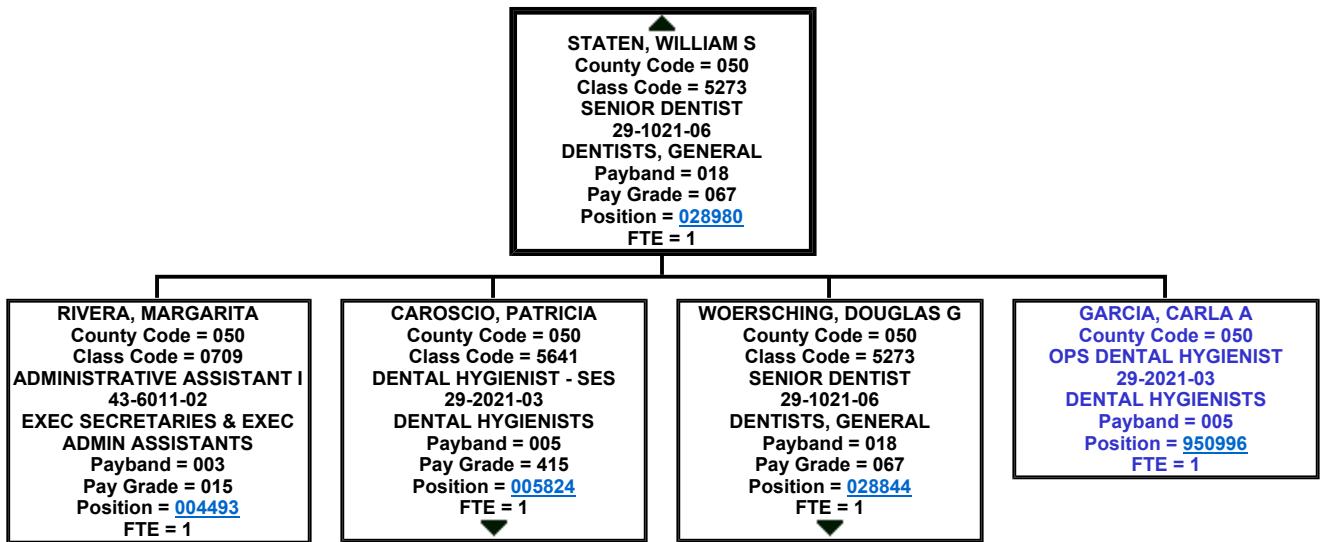 STATEN, WILLIAM S
County Code = 050
Class Code = 5273
SENIOR DENTIST
29-1021-06
DENTISTS, GENERAL
Payband = 018
Pay Grade = 067
Position = 028980
FTE = 1
RIVERA, MARGARITA
County Code = 050
Class Code = 0709
ADMINISTRATIVE ASSISTANT I
43-6011-02
EXEC SECRETARIES & EXEC
ADMIN ASSISTANTS
Payband = 003
Pay Grade = 015
Position = 004493
FTE = 1
CAROSCIO, PATRICIA
County Code = 050
Class Code = 5641
DENTAL HYGIENIST - SES
29-2021-03
DENTAL HYGIENISTS
Payband = 005
Pay Grade = 415
Position = 005824
FTE = 1
WOERSCHING, DOUGLAS G
County Code = 050
Class Code = 5273
SENIOR DENTIST
29-1021-06
DENTISTS, GENERAL
Payband = 018
Pay Grade = 067
Position = 028844
FTE = 1
GARCIA, CARLA A
County Code = 050
OPS DENTAL HYGIENIST
29-2021-03
DENTAL HYGIENISTS
Payband = 005
Position = 950996
FTE = 1